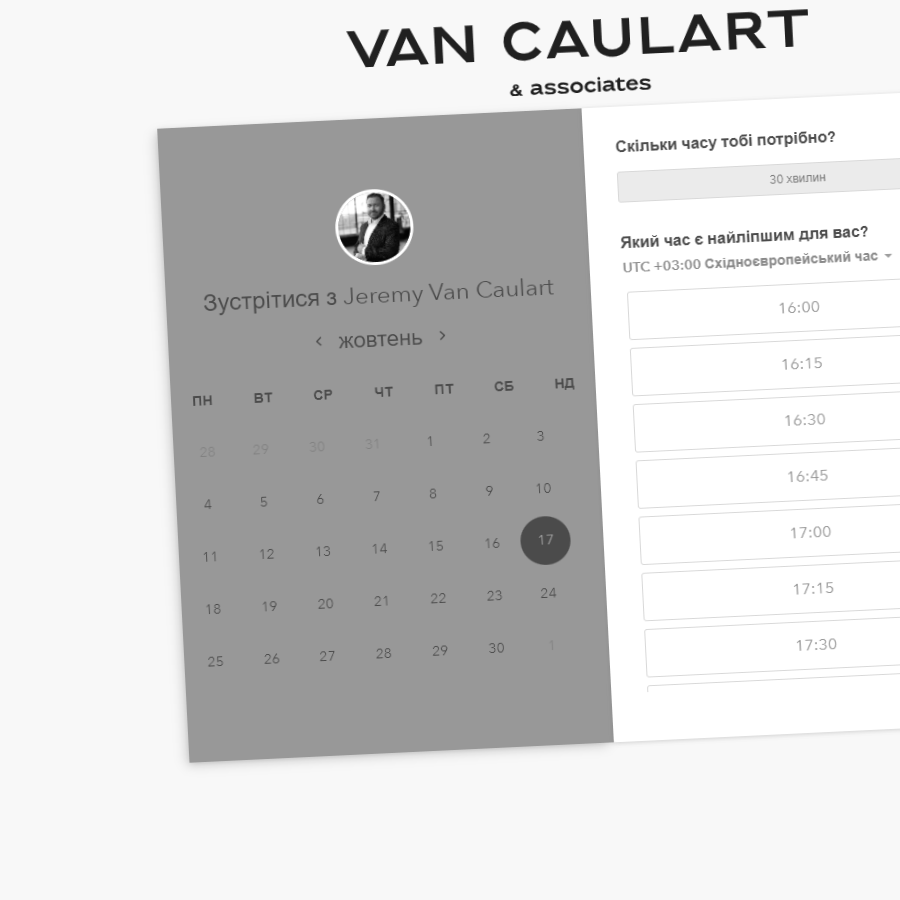 VAN CAULART
& associates
Зустрітися з Jeremy Van Caulart
‹ жовтень ›
ПН ВТ СР ЧТ ПТ СБ НД
28 29 30 31 1 2 3
4 5 6 7 8 9 10
11 12 13 14 15 16 17
18 19 20 21 22 23 24
25 26 27 28 29 30 1
Скільки часу тобі потрібно?
30 хвилин
Який час є найліпшим для вас?
UTC +03:00 Східноєвропейський час
16:00
16:15
16:30
16:45
17:00
17:15
17:30